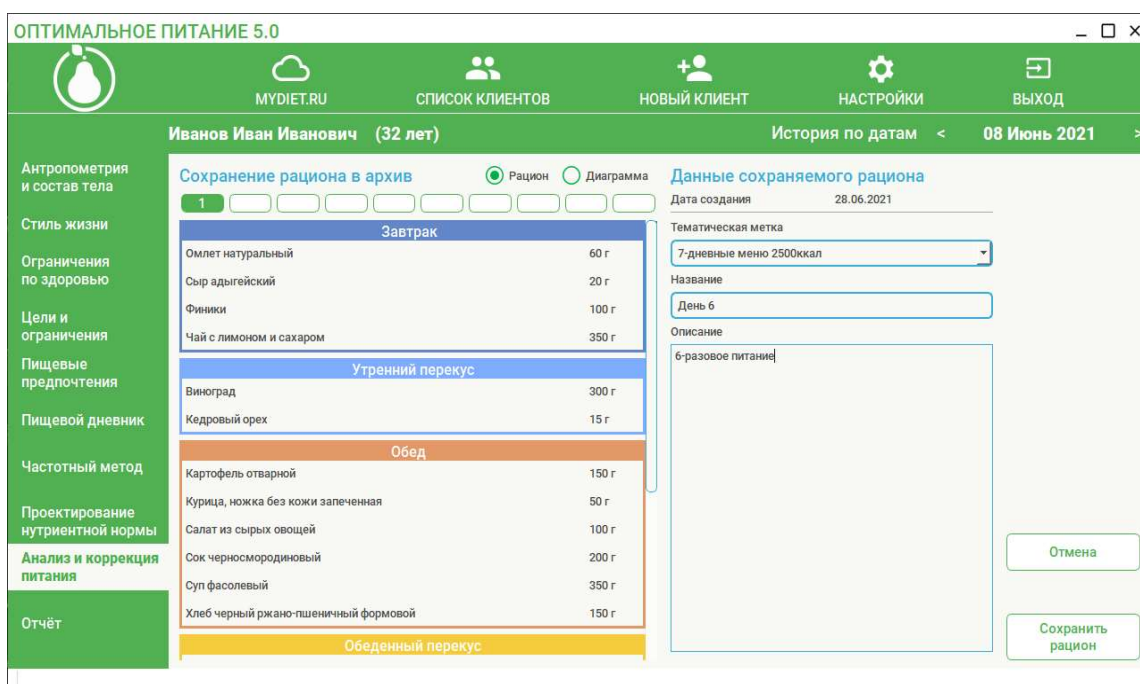 ОПТИМАЛЬНОЕ ПИТАНИЕ 5.0
MYDIET.RU
СПИСОК КЛИЕНТОВ
НОВЫЙ КЛИЕНТ
НАСТРОЙКИ
ВЫХОД
Иванов Иван Иванович (32 лет)
История по датам < 08 Июнь 2021 >
Антропометрия
и состав тела
Стиль жизни
Ограничения
по здоровью
Цели и
ограничения
Пищевые
предпочтения
Пищевой дневник
Частотный метод
Проектирование
нутриентной нормы
Анализ и коррекция
питания
Отчёт
Сохранение рациона в архив
Рацион
Диаграмма
1
Завтрак
Омлет натуральный 60 г
Сыр адыгейский 20 г
Финики 100 г
Чай с лимоном и сахаром 350 г
Утренний перекус
Виноград 300 г
Кедровый орех 15 г
Обед
Картофель отварной 150 г
Курица, ножка без кожи запеченная 50 г
Салат из сырых овощей 100 г
Сок черносмородиновый 200 г
Суп фасолевый 350 г
Хлеб черный ржано-пшеничный формовой 150 г
Обеденный перекус
Данные сохраняемого рациона
Дата создания 28.06.2021
Тематическая метка
7-дневные меню 2500ккал
Название
День 6
Описание
6-разовое питание
Отмена
Сохранить
рацион